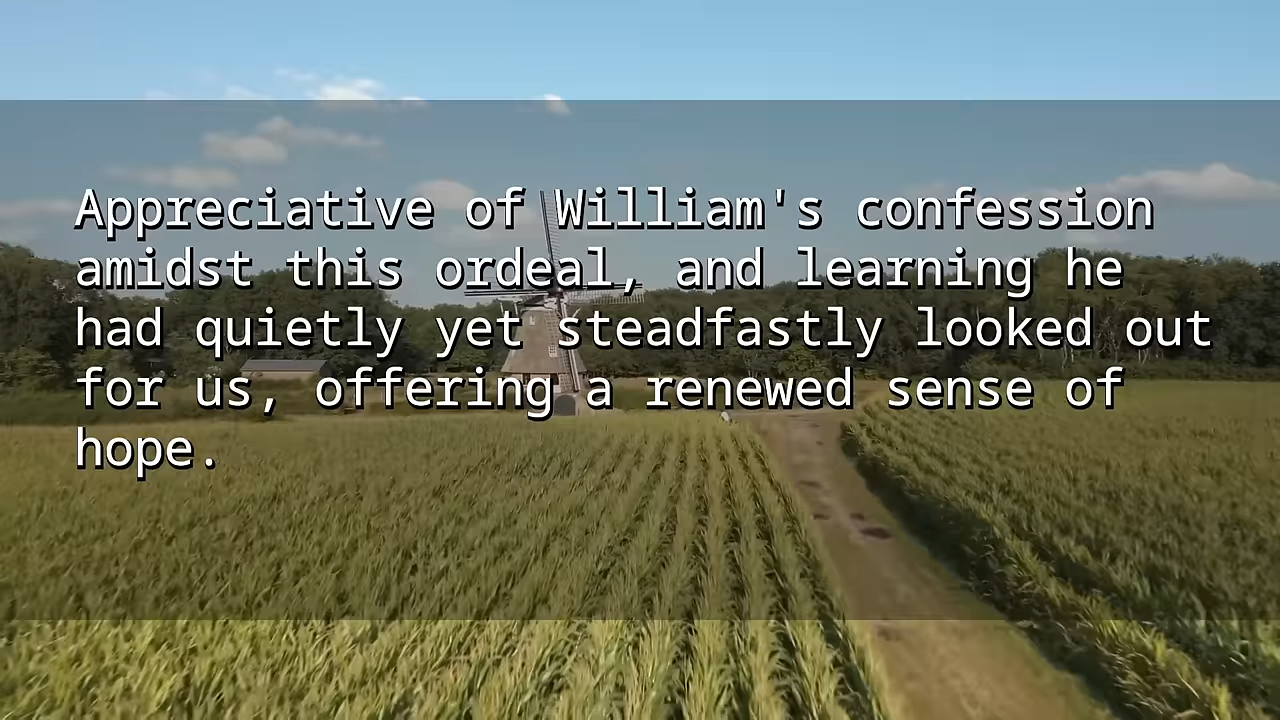 Appreciative of William's confession
amidst this ordeal, and learning he
had quietly yet steadfastly looked out
for us, offering a renewed sense of
hope.